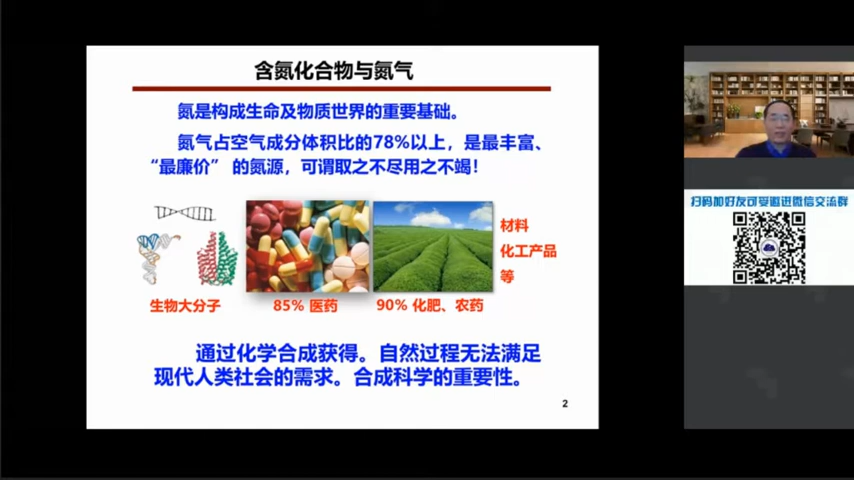 含氮化合物与氮气
氮是构成生命及物质世界的重要基础。
氮气占空气成分体积比的78%以上，是最丰富、
“最廉价” 的氮源，可谓取之不尽用之不竭！
材料
化工产品
等
生物大分子
85% 医药
90% 化肥、农药
通过化学合成获得。自然过程无法满足
现代人类社会的需求。合成科学的重要性。
2
扫码加好友可受邀进微信交流群